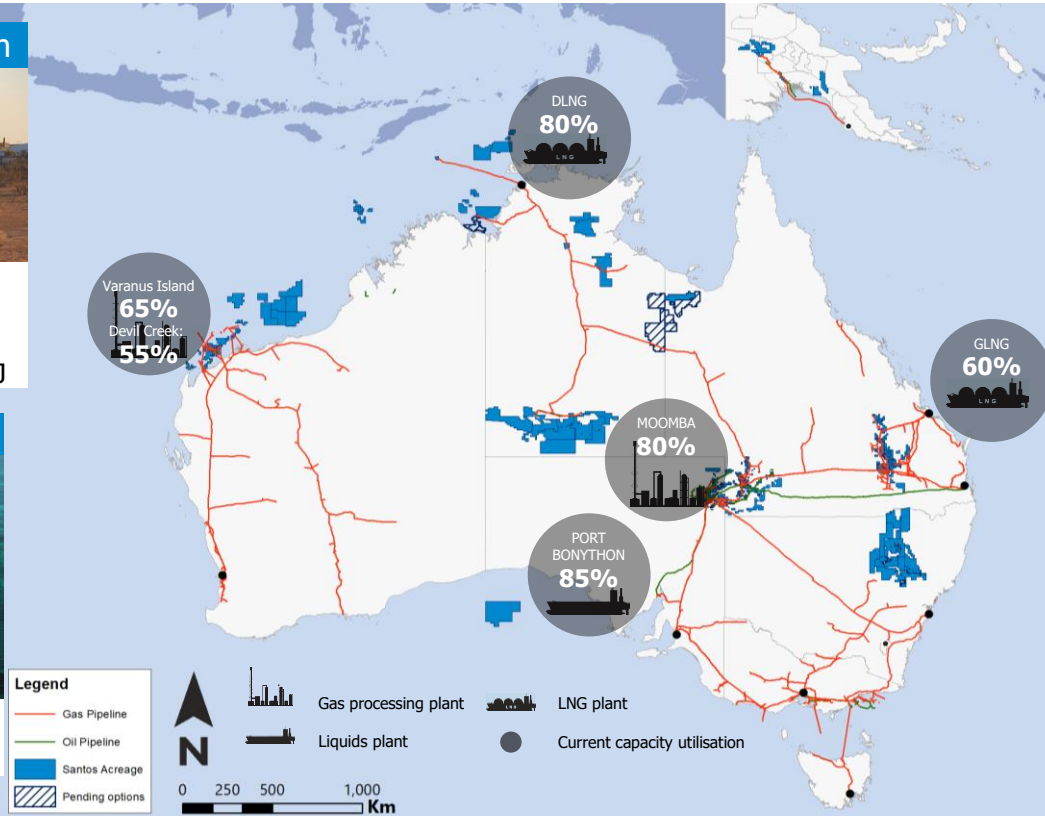 DLNG
80%
LNG
Varanus Island
65%
Devil Creek:
55%
GLNG
60%
LNG
MOOMBA
80%
PORT
BONYTHON
85%
Legend
Gas Pipeline
Oil Pipeline
Santos Acreage
Pending options
N
Gas processing plant
LNG plant
Liquids plant
Current capacity utilisation
0 250 500 1,000
Km